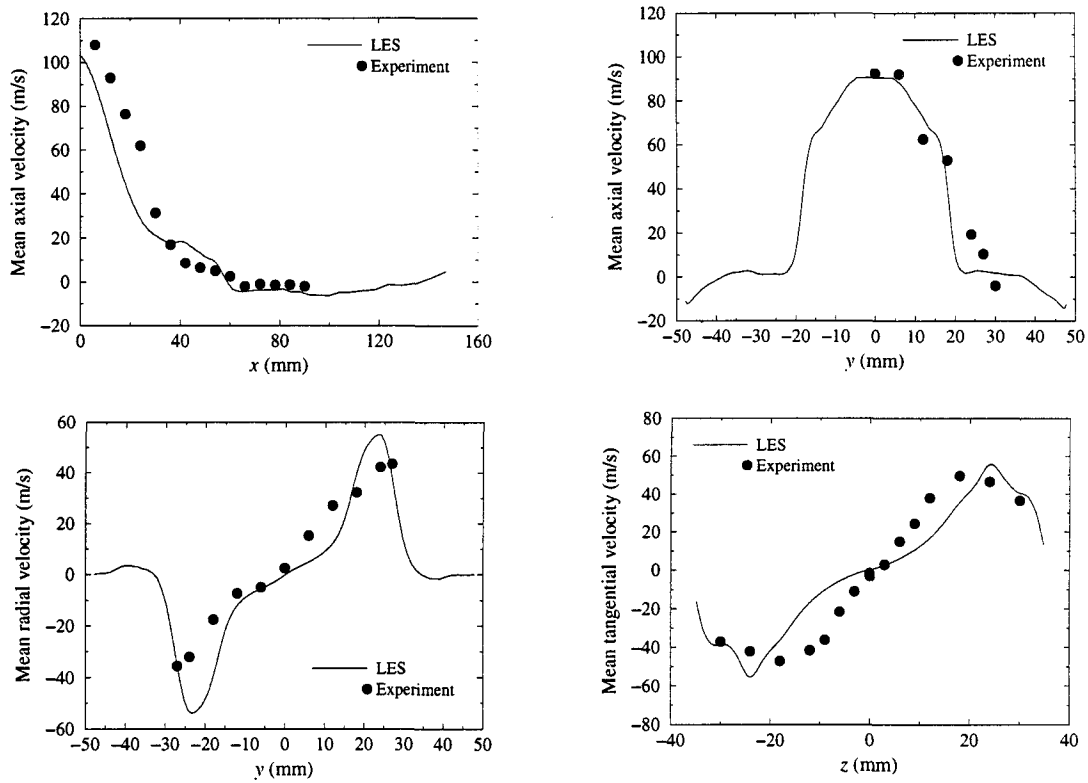 120
100
80
60
40
20
0
−20
Mean axial velocity (m/s)
LES
Experiment
0 40 80 120 160
x (mm)
120
100
80
60
40
20
0
−20
Mean axial velocity (m/s)
LES
Experiment
−50 −40 −30 −20 −10 0 10 20 30 40 50
y (mm)
60
40
20
0
−20
−40
−60
Mean radial velocity (m/s)
LES
Experiment
−50 −40 −30 −20 −10 0 10 20 30 40 50
y (mm)
80
60
40
20
0
−20
−40
−60
−80
Mean tangential velocity (m/s)
LES
Experiment
−40 −20 0 20 40
z (mm)